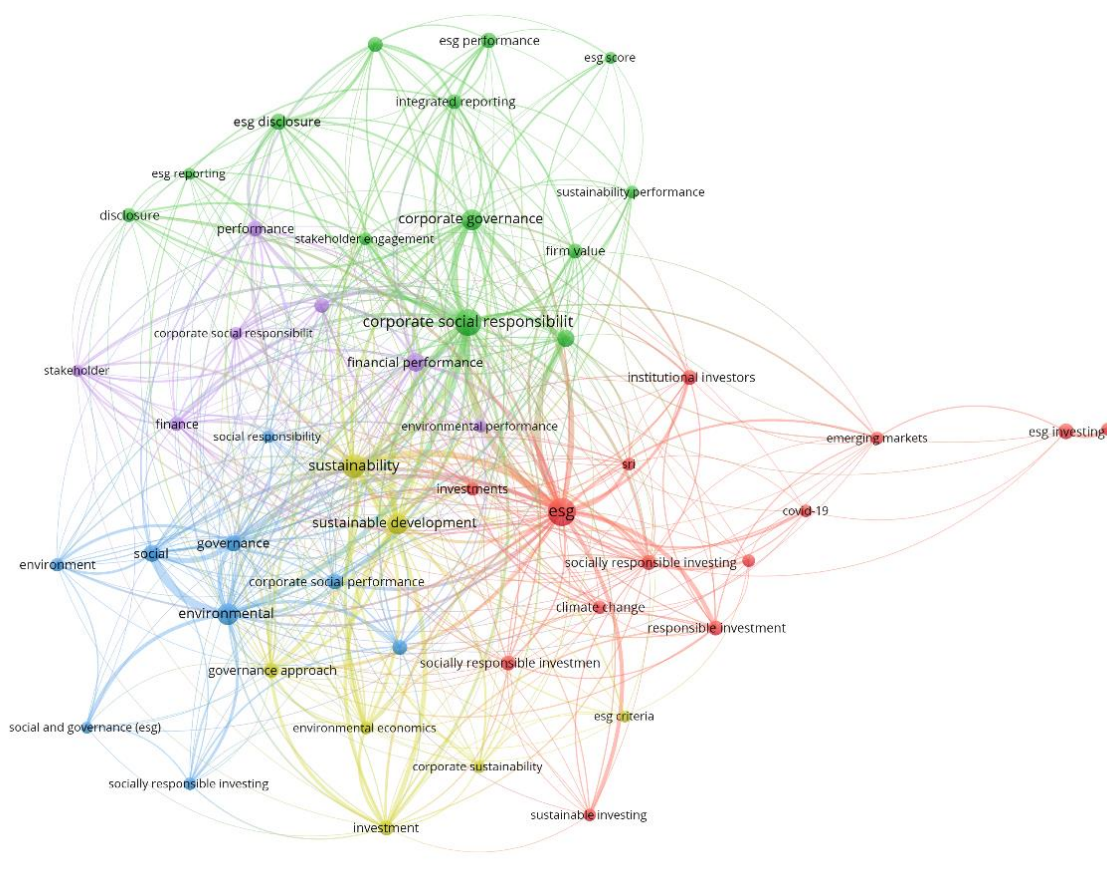 esg performance
esg score
integrated reporting
esg disclosure
esg reporting
sustainability performance
disclosure
corporate governance
performance
stakeholder engagement
firm value
corporate social responsibilit
corporate social responsibilit
financial performance
stakeholder
institutional investors
finance
environmental performance
social responsibility
emerging markets
esg investing
sustainability
sri
investments
esg
covid-19
sustainable development
governance
social
environment
socially responsible investing
corporate social performance
climate change
environmental
responsible investment
socially responsible investmen
governance approach
esg criteria
social and governance (esg)
environmental economics
corporate sustainability
socially responsible investing
sustainable investing
investment